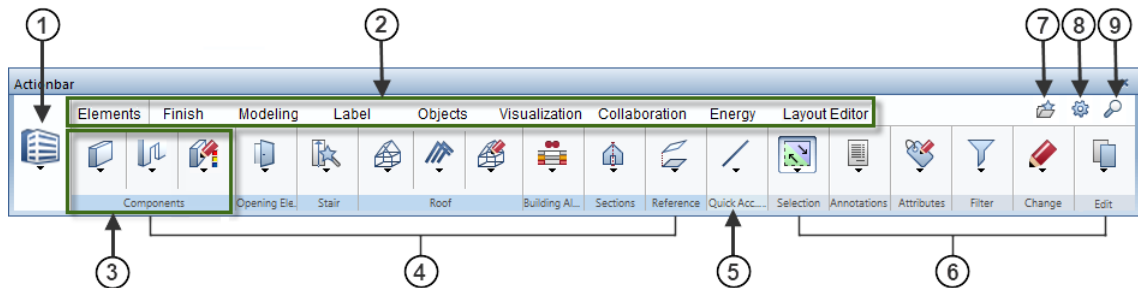 1 2 7 8 9
Actionbar
Elements Finish Modeling Label Objects Visualization Collaboration Energy Layout Editor
Components Opening Ele. Stair Roof Building Al... Sections Reference Quick Acc.... Selection Annotations Attributes Filter Change Edit
3 4 5 6